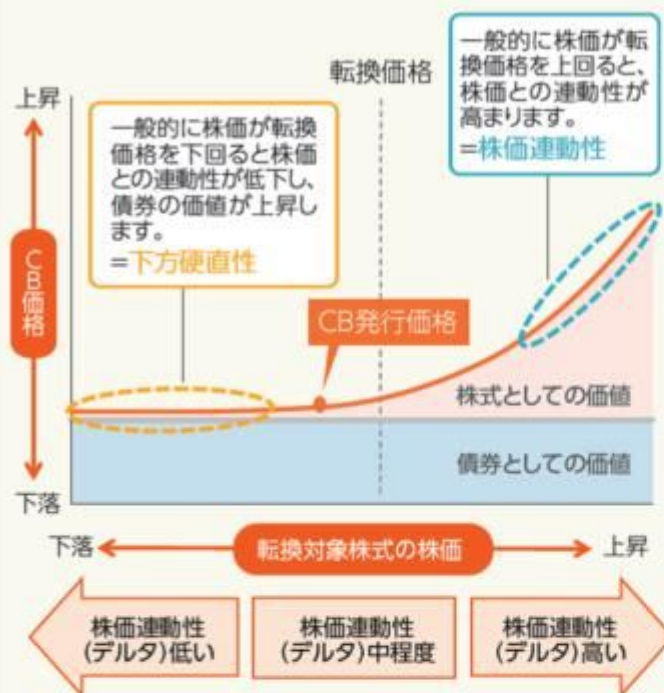 転換価格
上昇
一般的に株価が転換
価格を下回ると株価
との連動性が低下し、
債券の価値が上昇し
ます。
=下方硬直性
一般的に株価が転
換価格を上回ると、
株価との連動性が
高まります。
=株価連動性
CB価格
CB発行価格
株式としての価値
債券としての価値
下落
下落
転換対象株式の株価
上昇
株価連動性
(デルタ)低い
株価連動性
(デルタ)中程度
株価連動性
(デルタ)高い